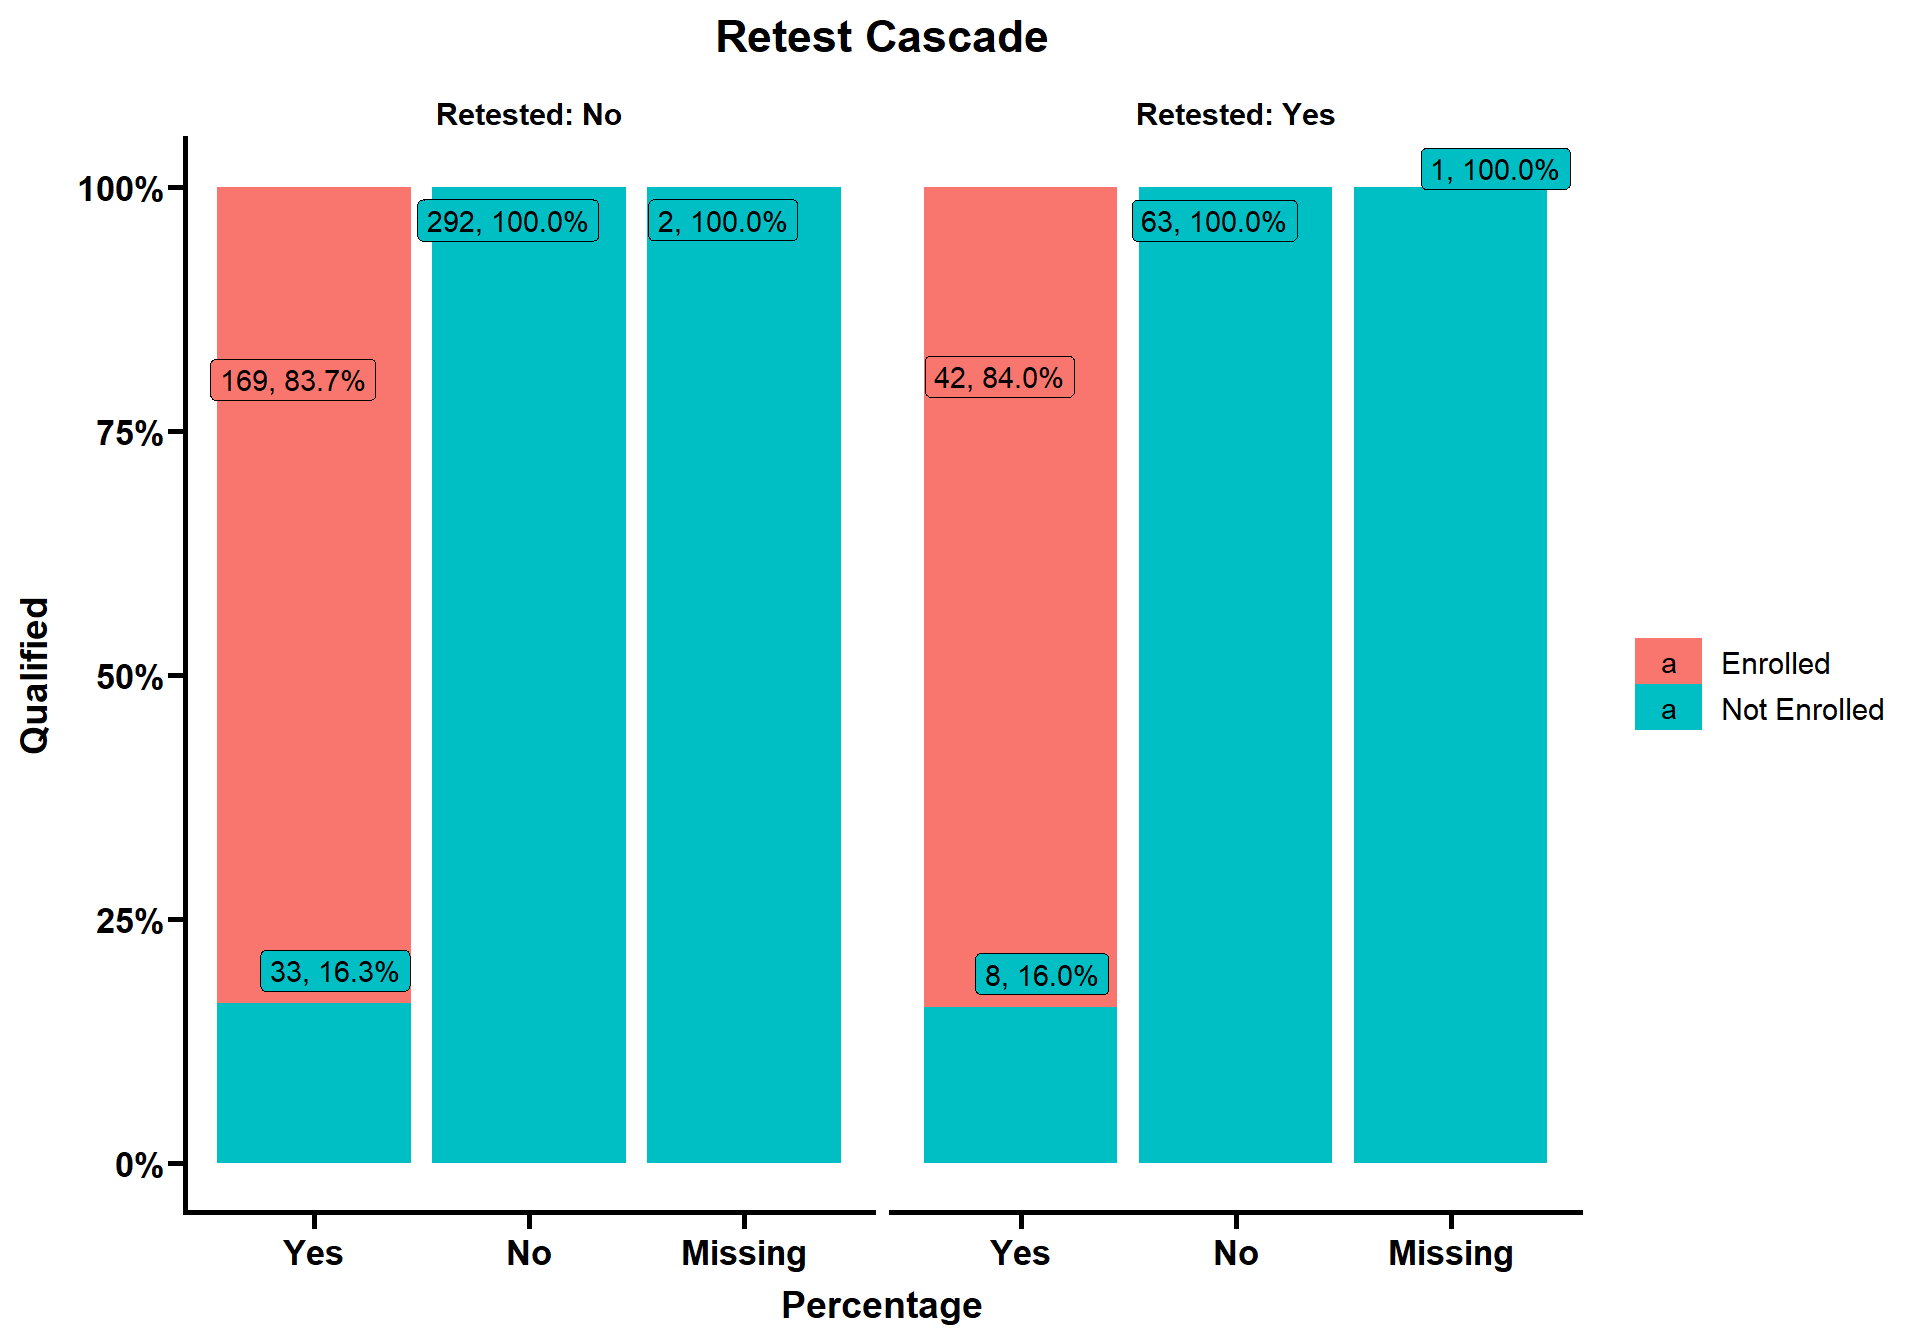 Retest Cascade
Retested: No
Retested: Yes
100%
75%
50%
25%
0%
Qualified
169, 83.7%
33, 16.3%
292, 100.0%
2, 100.0%
42, 84.0%
8, 16.0%
63, 100.0%
1, 100.0%
Yes
No
Missing
Yes
No
Missing
Percentage
a Enrolled
a Not Enrolled